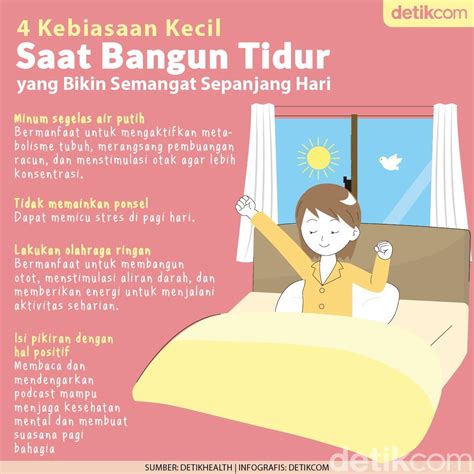 detikcom
4 Kebiasaan Kecil
Saat Bangun Tidur
yang Bikin Semangat Sepanjang Hari
Minum segelas air putih
Bermanfaat untuk mengaktifkan meta-
bolisme tubuh, merangsang pembuangan
racun, dan menstimulasi otak agar lebih
konsentrasi.
Tidak memainkan ponsel
Dapat memicu stres di pagi hari.
Lakukan olahraga ringan
Bermanfaat untuk membangun
otot, menstimulasi aliran darah, dan
memberikan energi untuk menjalani
aktivitas seharian.
Isi pikiran dengan
hal positif
Membaca dan
mendengarkan
podcast mampu
menjaga kesehatan
mental dan membuat
suasana pagi
bahagia
detikcom
SUMBER: DETIKHEALTH | INFOGRAFIS: DETIKCOM